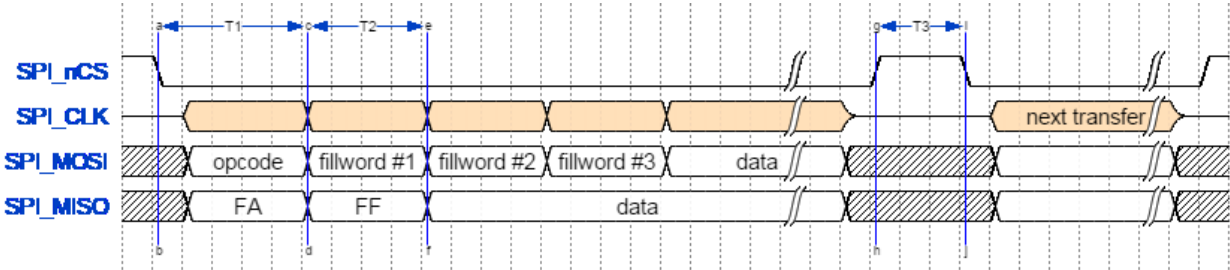 a T1 c T2 e g T3 i
SPI_nCS
SPI_CLK next transfer
SPI_MOSI opcode fillword #1 fillword #2 fillword #3 data
SPI_MISO FA FF data
b d f h j